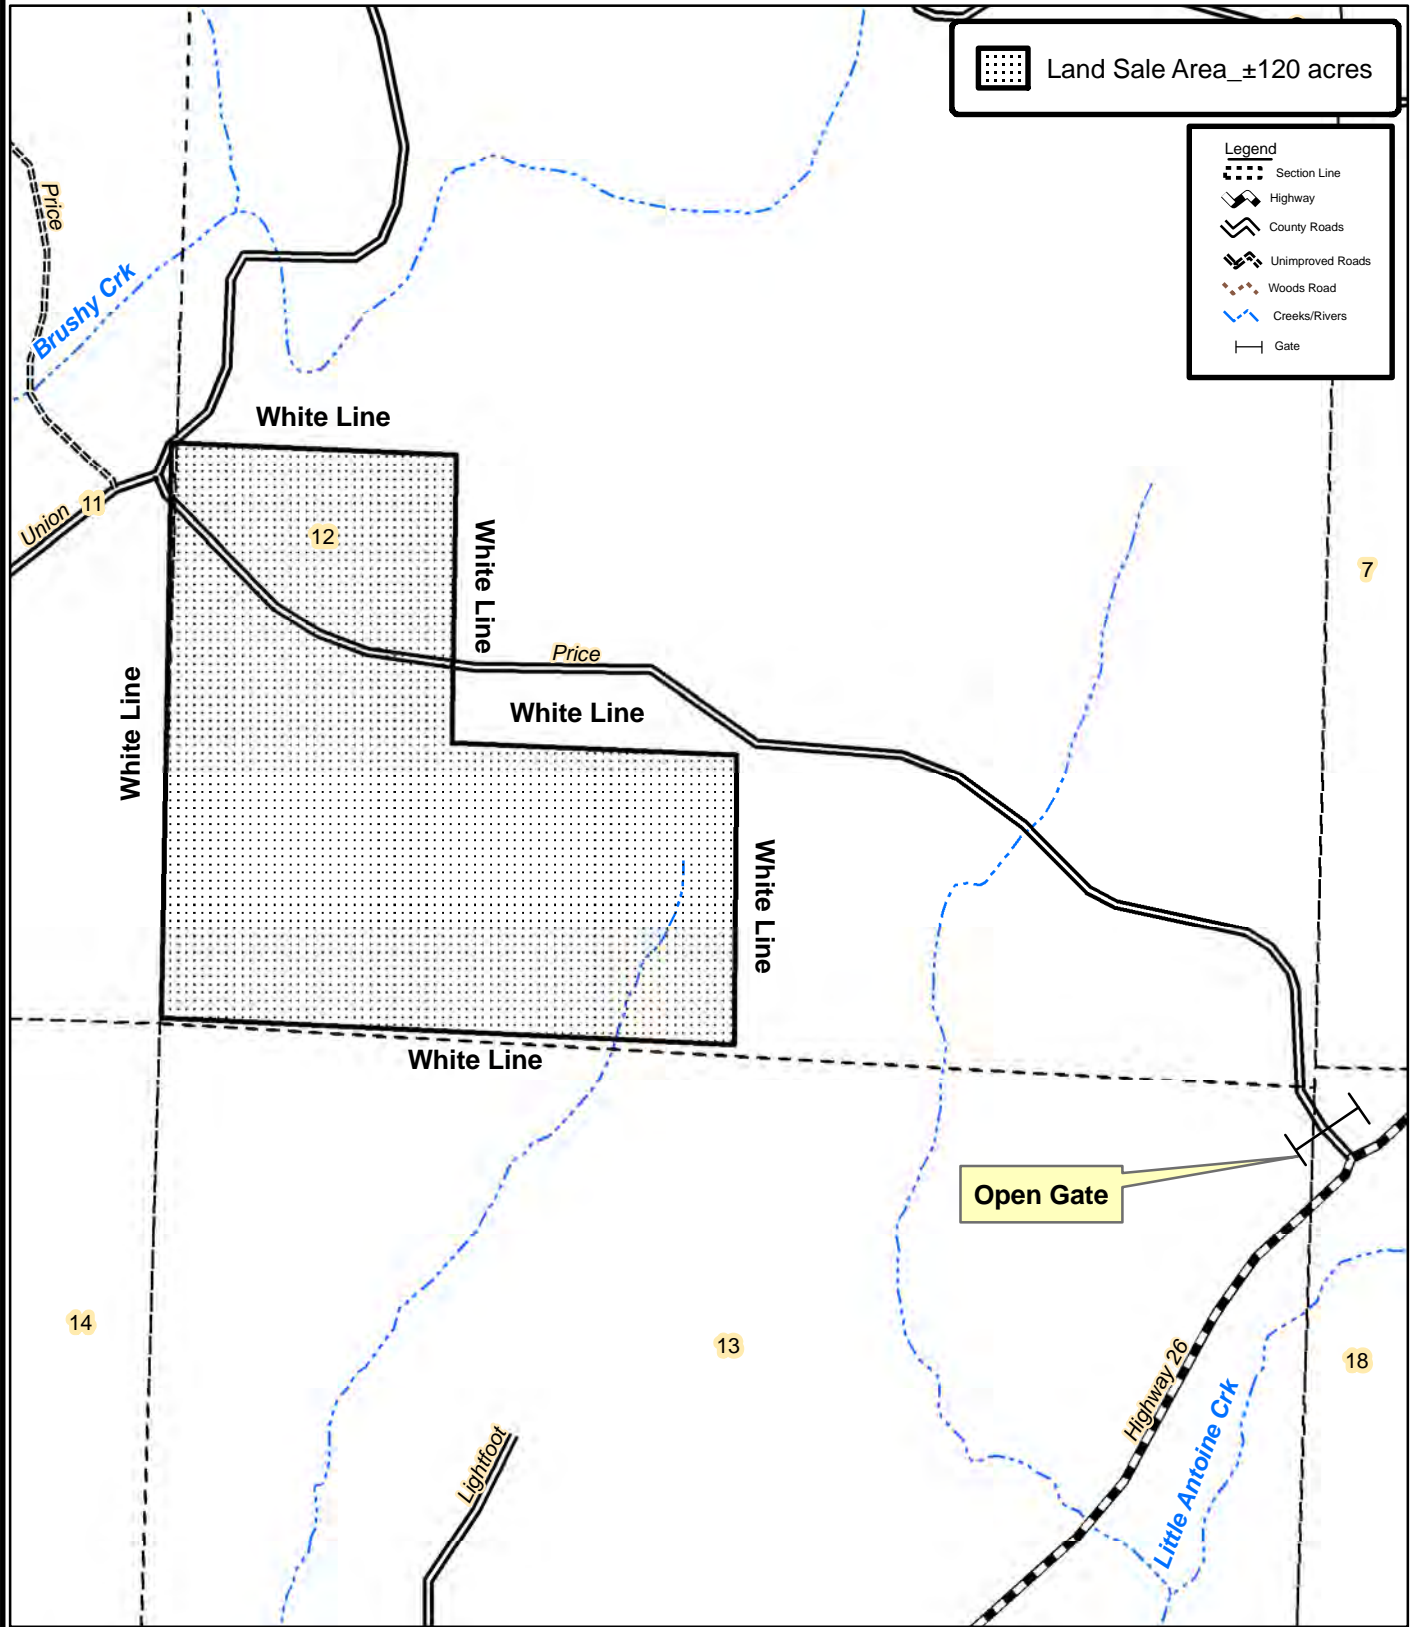 Land Sale Area_±120 acres
Legend
Section Line
Highway
County Roads
Unimproved Roads
Woods Road
Creeks/Rivers
Gate
Price
Brushy Crk
White Line
Union
11
12
White Line
7
Price
White Line
White Line
White Line
White Line
Open Gate
14
13
18
Highway 26
Little Antoine Crk
Lightfoot